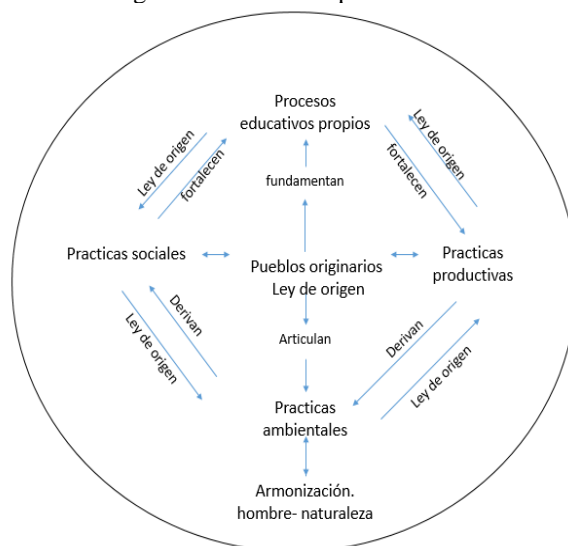 Procesos
educativos propios
Ley de origen
fortalecen
Ley de origen
fortalecen
fundamentan
Practicas sociales
Pueblos originarios
Ley de origen
Practicas
productivas
Derivan
Ley de origen
Articulan
Derivan
Ley de origen
Practicas
ambientales
Armonización.
hombre- naturaleza